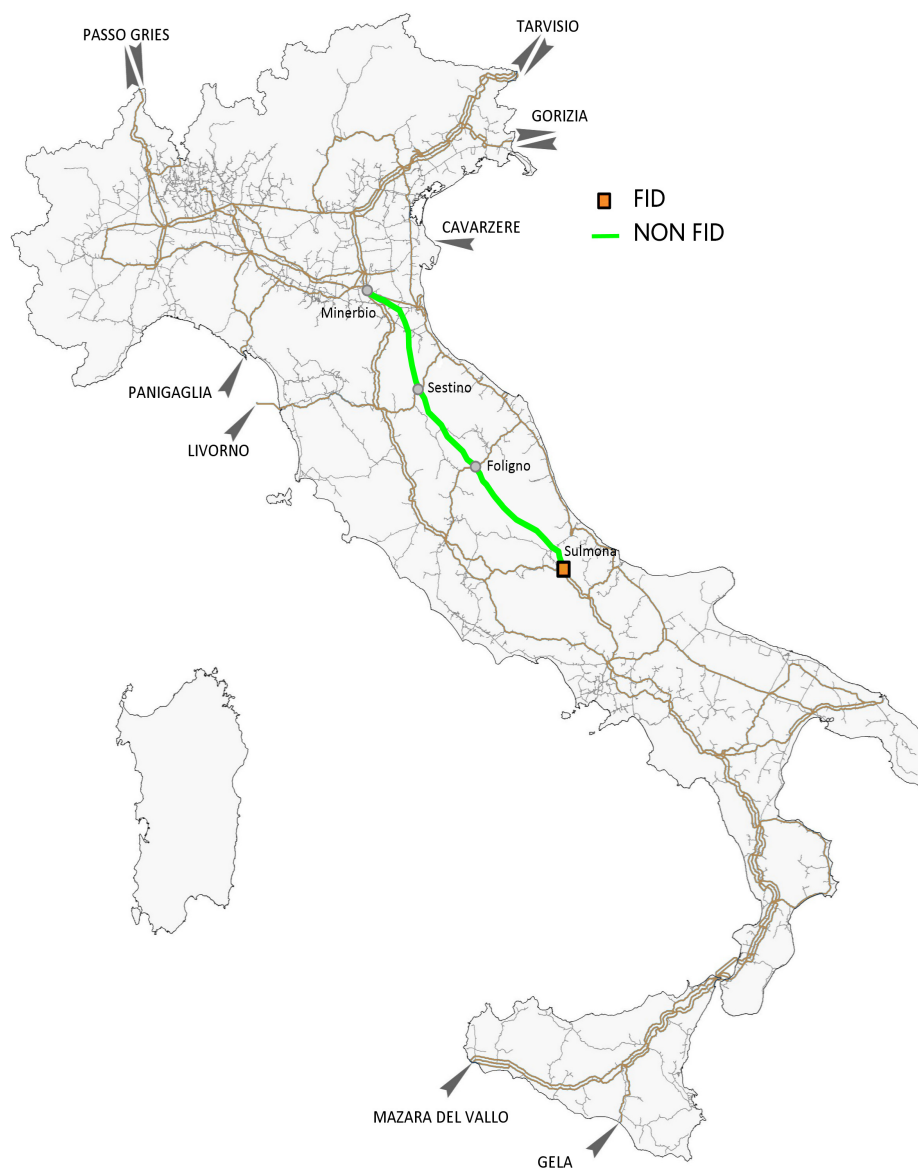 PASSO GRIES
TARVISIO
GORIZIA
FID
NON FID
CAVARZERE
Minerbio
PANIGAGLIA
Sestino
LIVORNO
Foligno
Sulmona
MAZARA DEL VALLO
GELA